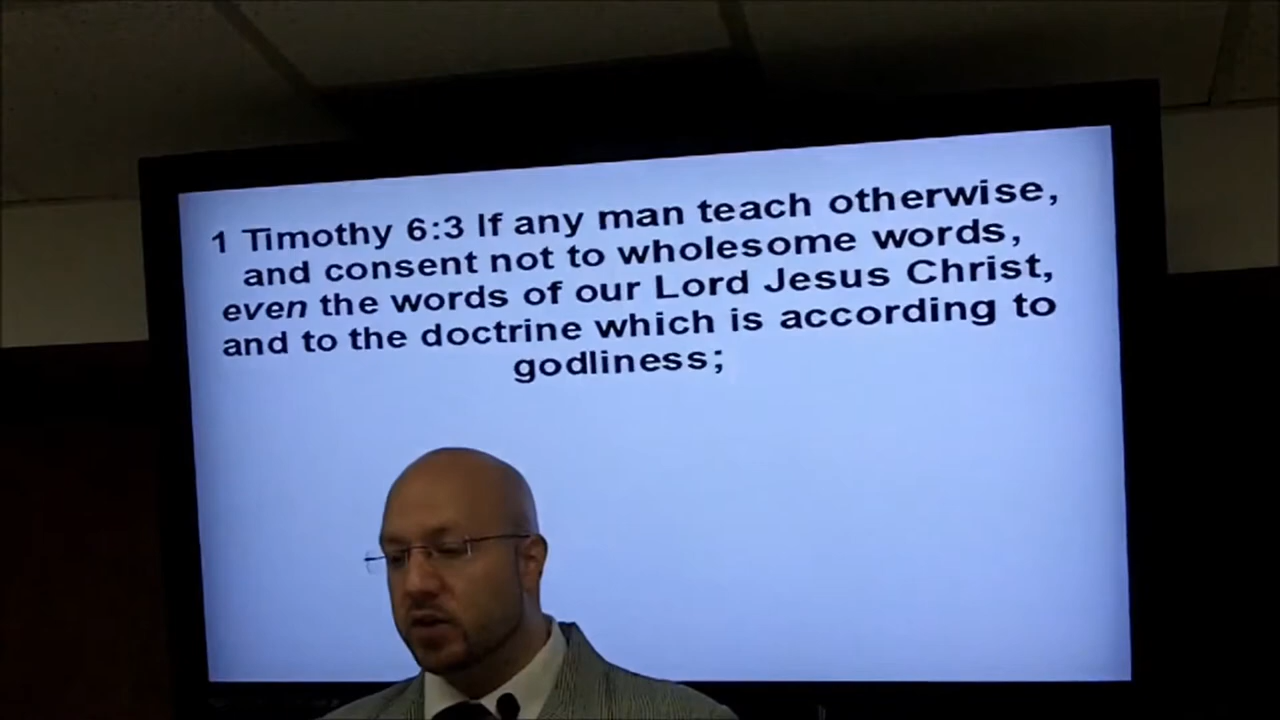 1 Timothy 6:3 If any man teach otherwise,
and consent not to wholesome words,
even the words of our Lord Jesus Christ,
and to the doctrine which is according to
godliness;